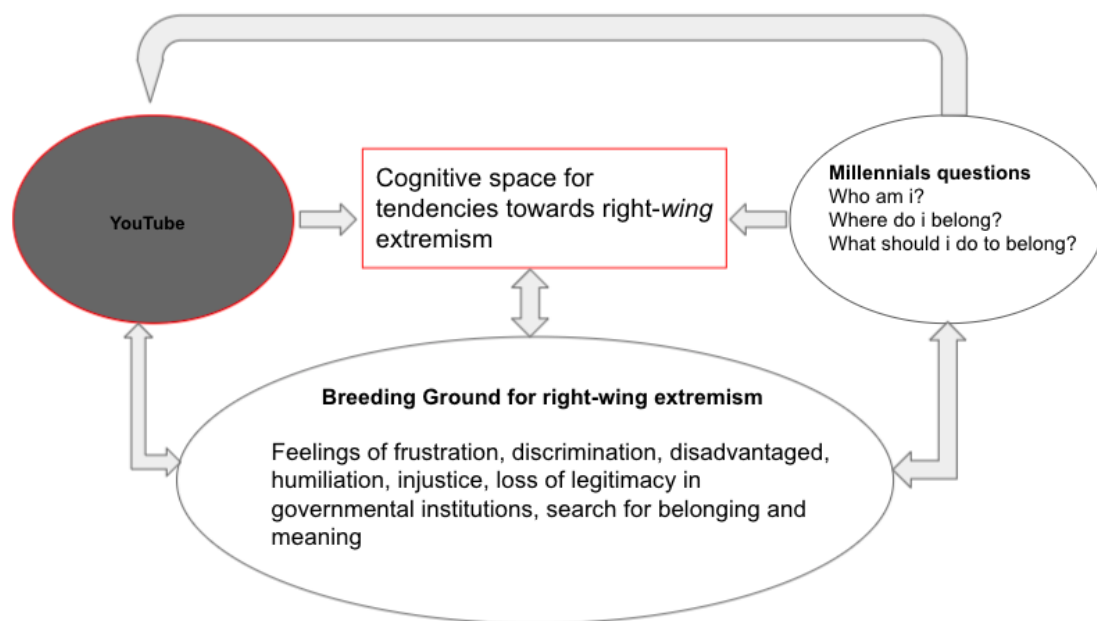 YouTube
Cognitive space for
tendencies towards right-wing
extremism
Millennials questions
Who am i?
Where do i belong?
What should i do to belong?
Breeding Ground for right-wing extremism
Feelings of frustration, discrimination, disadvantaged,
humiliation, injustice, loss of legitimacy in
governmental institutions, search for belonging and
meaning